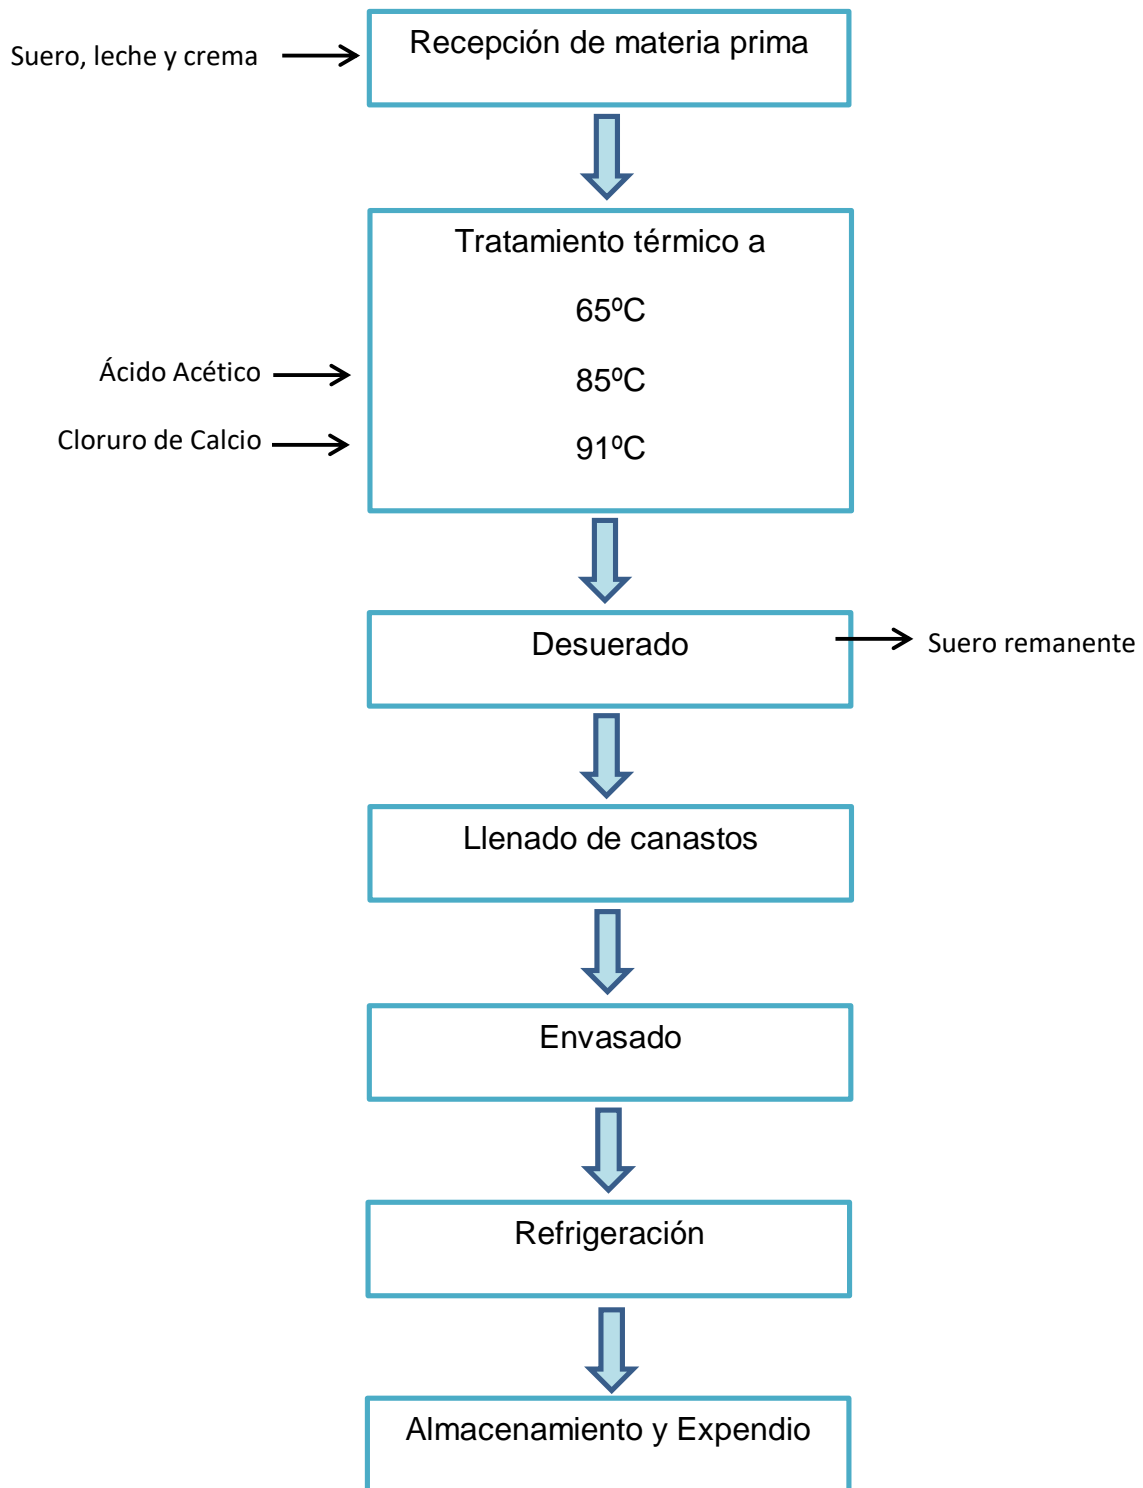 Recepción de materia prima
Suero, leche y crema
Tratamiento térmico a
65ºC
Ácido Acético
85ºC
Cloruro de Calcio
91ºC
Desuerado
Suero remanente
Llenado de canastos
Envasado
Refrigeración
Almacenamiento y Expendio